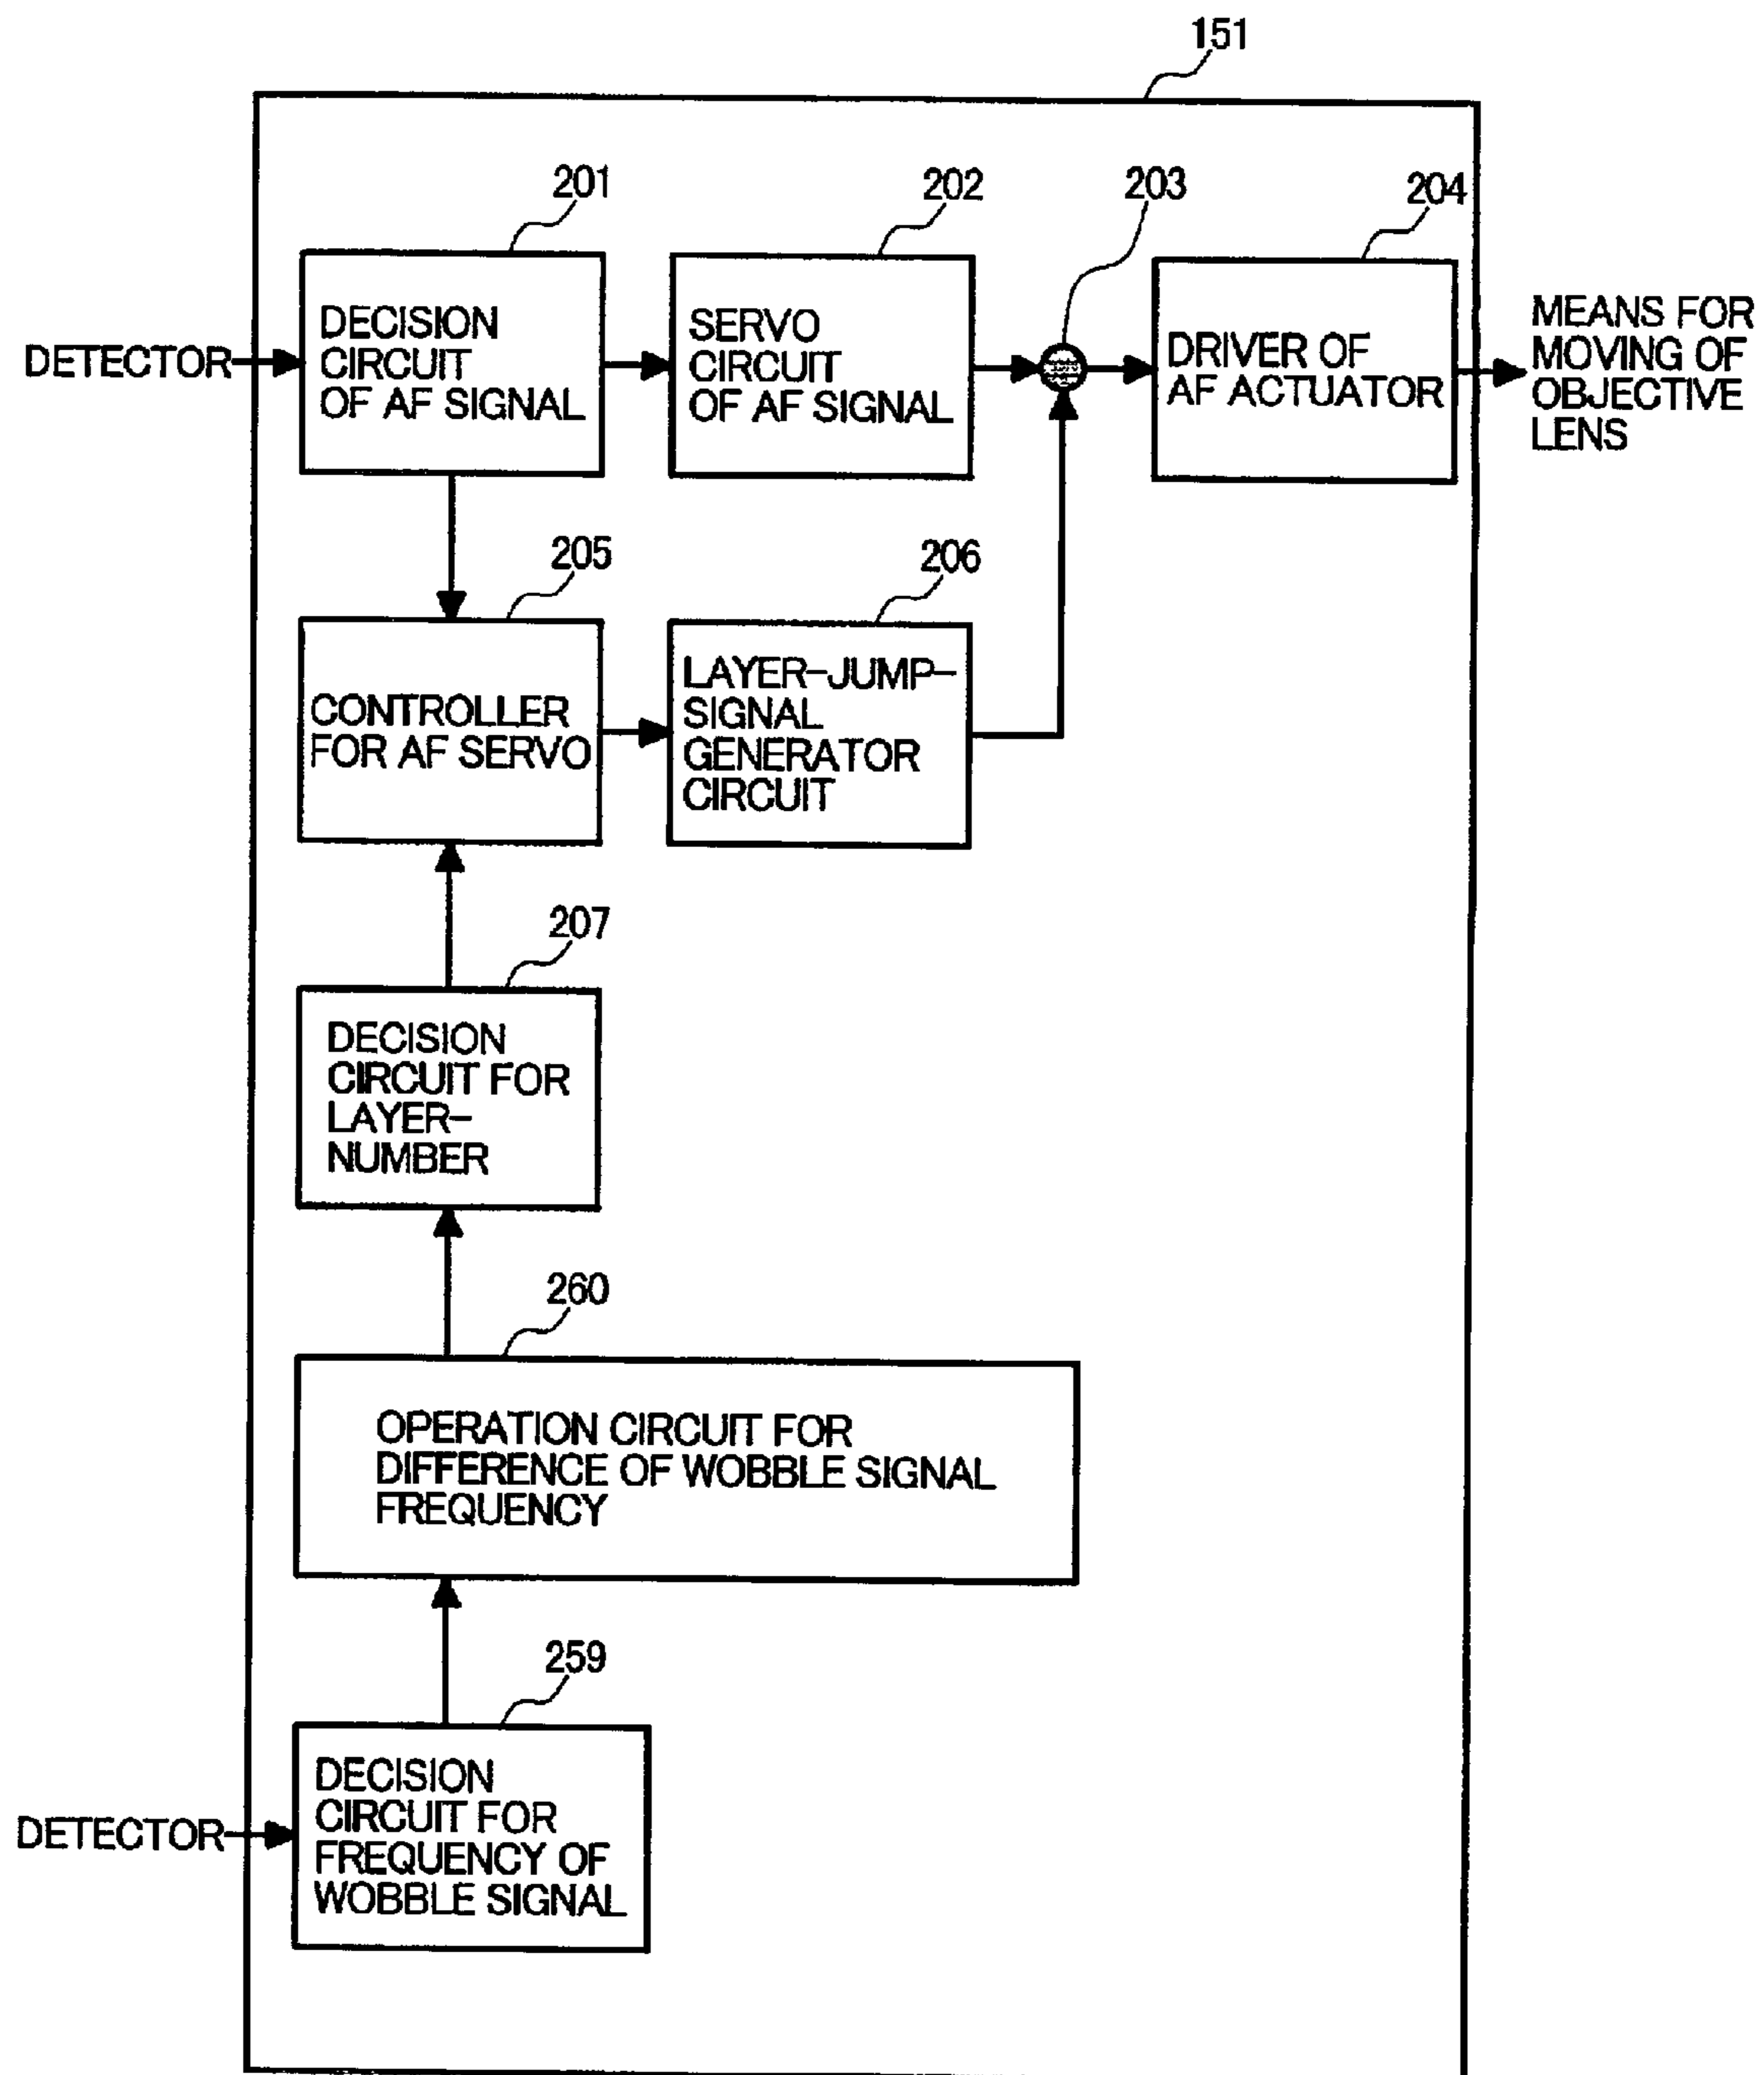 151
201
202
203
204
DETECTOR
DECISION
CIRCUIT
OF AF SIGNAL
SERVO
CIRCUIT
OF AF SIGNAL
DRIVER OF
AF ACTUATOR
MEANS FOR
MOVING OF
OBJECTIVE
LENS
205
206
CONTROLLER
FOR AF SERVO
LAYER-JUMP-
SIGNAL
GENERATOR
CIRCUIT
207
DECISION
CIRCUIT FOR
LAYER-
NUMBER
260
OPERATION CIRCUIT FOR
DIFFERENCE OF WOBBLE SIGNAL
FREQUENCY
259
DETECTOR
DECISION
CIRCUIT FOR
FREQUENCY OF
WOBBLE SIGNAL